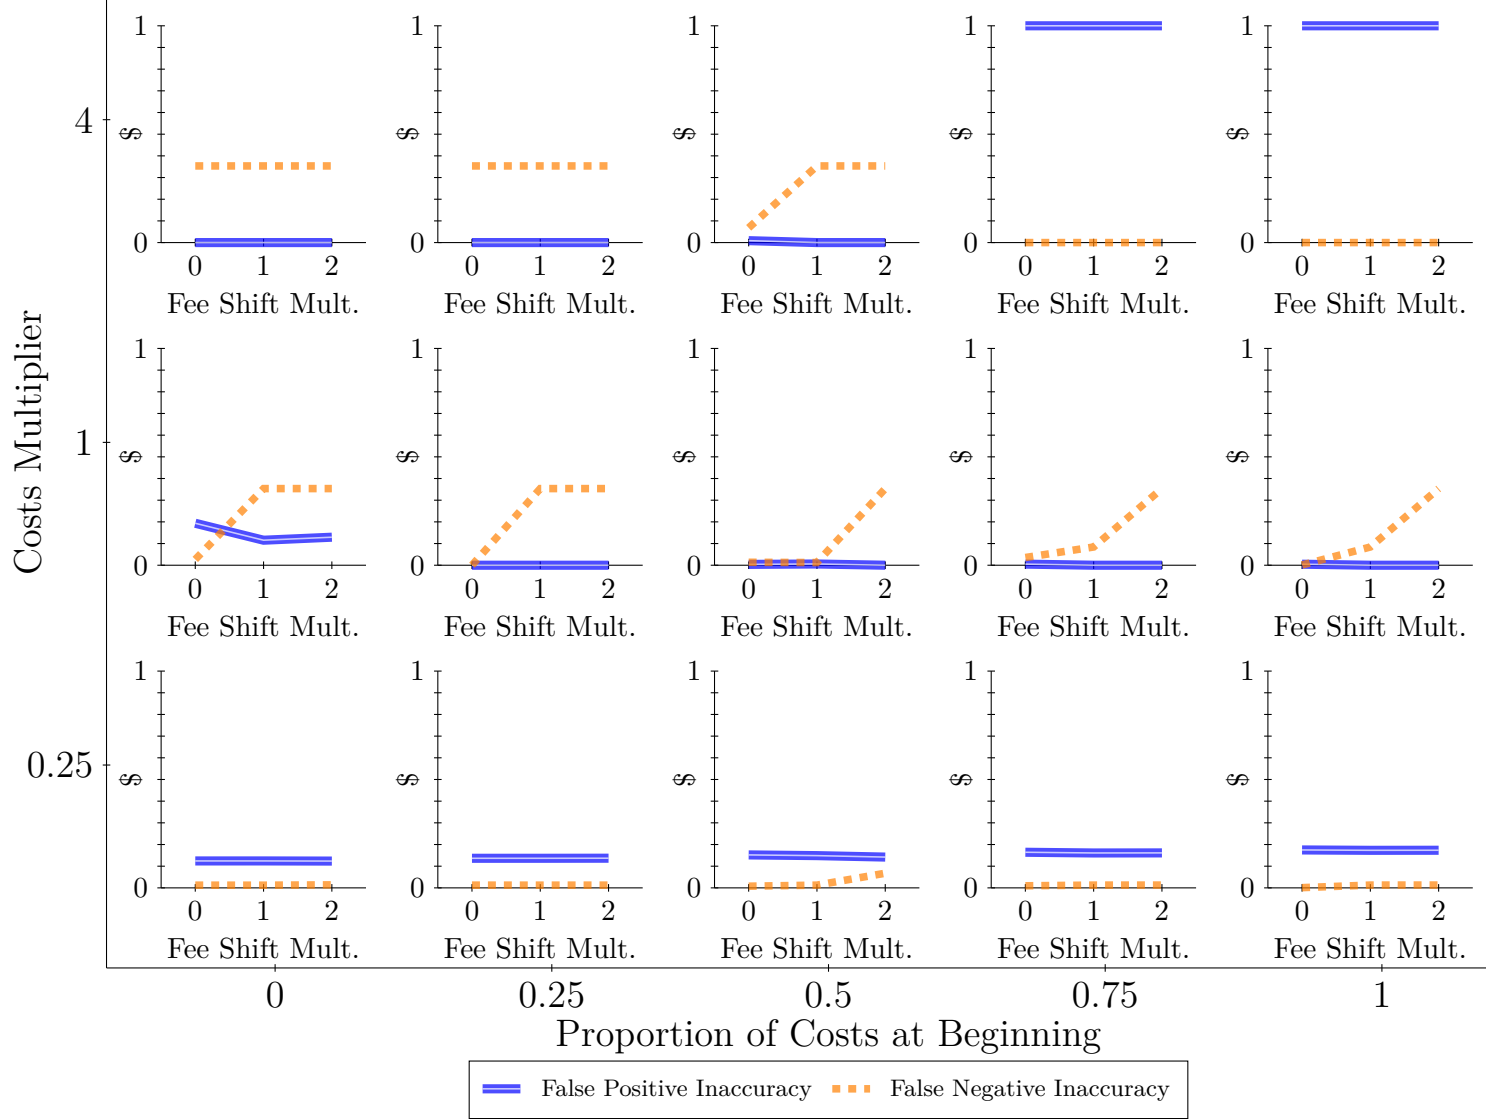 Costs Multiplier
4
1
$
0
0 1 2
Fee Shift Mult.
1
$
0
0 1 2
Fee Shift Mult.
1
$
0
0 1 2
Fee Shift Mult.
1
$
0
0 1 2
Fee Shift Mult.
1
$
0
0 1 2
Fee Shift Mult.
1
1
$
0
0 1 2
Fee Shift Mult.
1
$
0
0 1 2
Fee Shift Mult.
1
$
0
0 1 2
Fee Shift Mult.
1
$
0
0 1 2
Fee Shift Mult.
1
$
0
0 1 2
Fee Shift Mult.
0.25
1
$
0
0 1 2
Fee Shift Mult.
1
$
0
0 1 2
Fee Shift Mult.
1
$
0
0 1 2
Fee Shift Mult.
1
$
0
0 1 2
Fee Shift Mult.
1
$
0
0 1 2
Fee Shift Mult.
0 0.25 0.5 0.75 1
Proportion of Costs at Beginning
False Positive Inaccuracy False Negative Inaccuracy